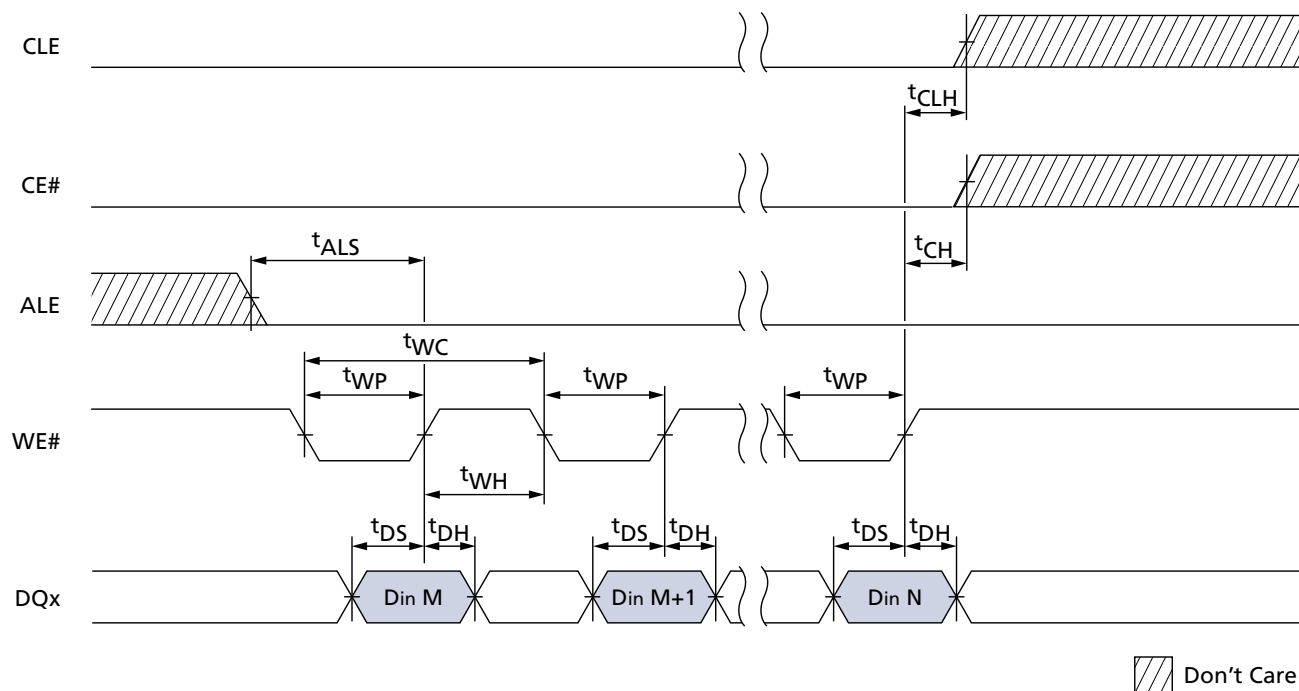 CLE
tCLH
CE#
tALS
tCH
ALE
tWC
tWP
tWP
tWP
WE#
tWH
tDS
tDH
tDS
tDH
tDS
tDH
DQx
Din M
Din M+1
Din N
Don't Care